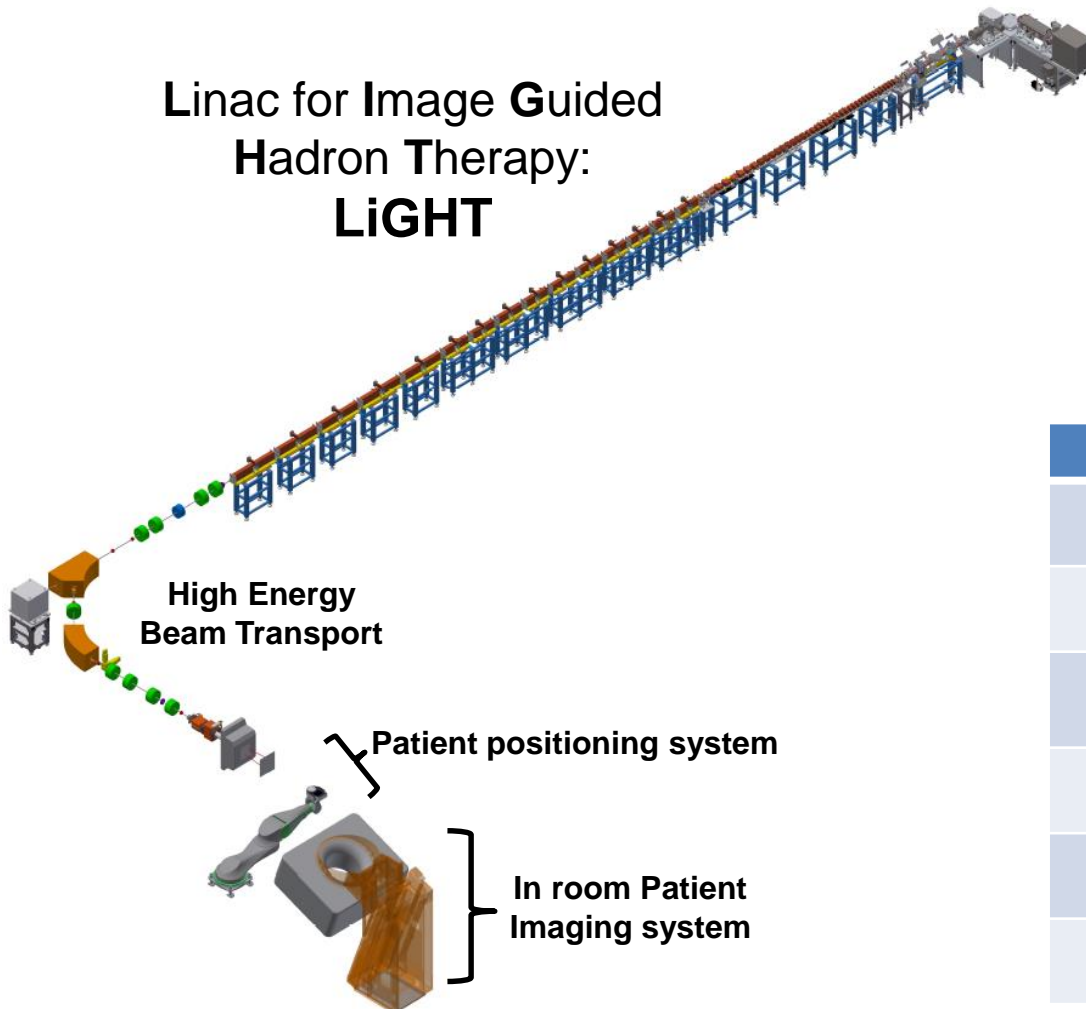 Linac for Image Guided
Hadron Therapy:
LiGHT
High Energy
Beam Transport
Patient positioning system
In room Patient
Imaging system